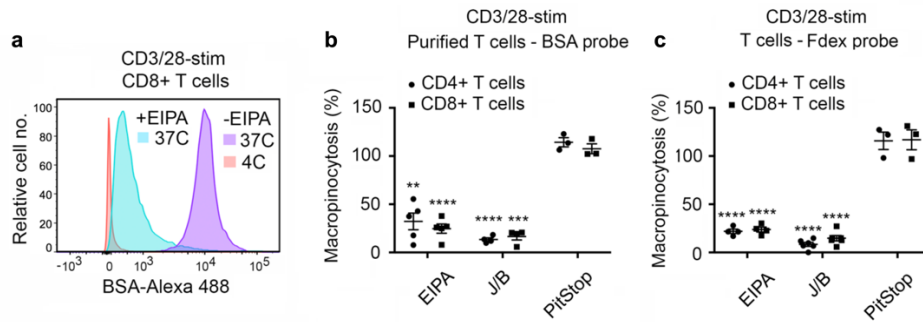 a
CD3/28-stim
CD8+ T cells
Relative cell no.
100
80
60
40
20
0
+EIPA
37C
-EIPA
37C
4C
-10³ 0 10³ 10⁴ 10⁵
BSA-Alexa 488
b
CD3/28-stim
Purified T cells - BSA probe
CD4+ T cells
CD8+ T cells
Macropinocytosis (%)
150
100
50
0
** **** **** ***
EIPA J/B PitStop
c
CD3/28-stim
T cells - Fdex probe
CD4+ T cells
CD8+ T cells
Macropinocytosis (%)
150
100
50
0
**** **** **** ****
EIPA J/B PitStop